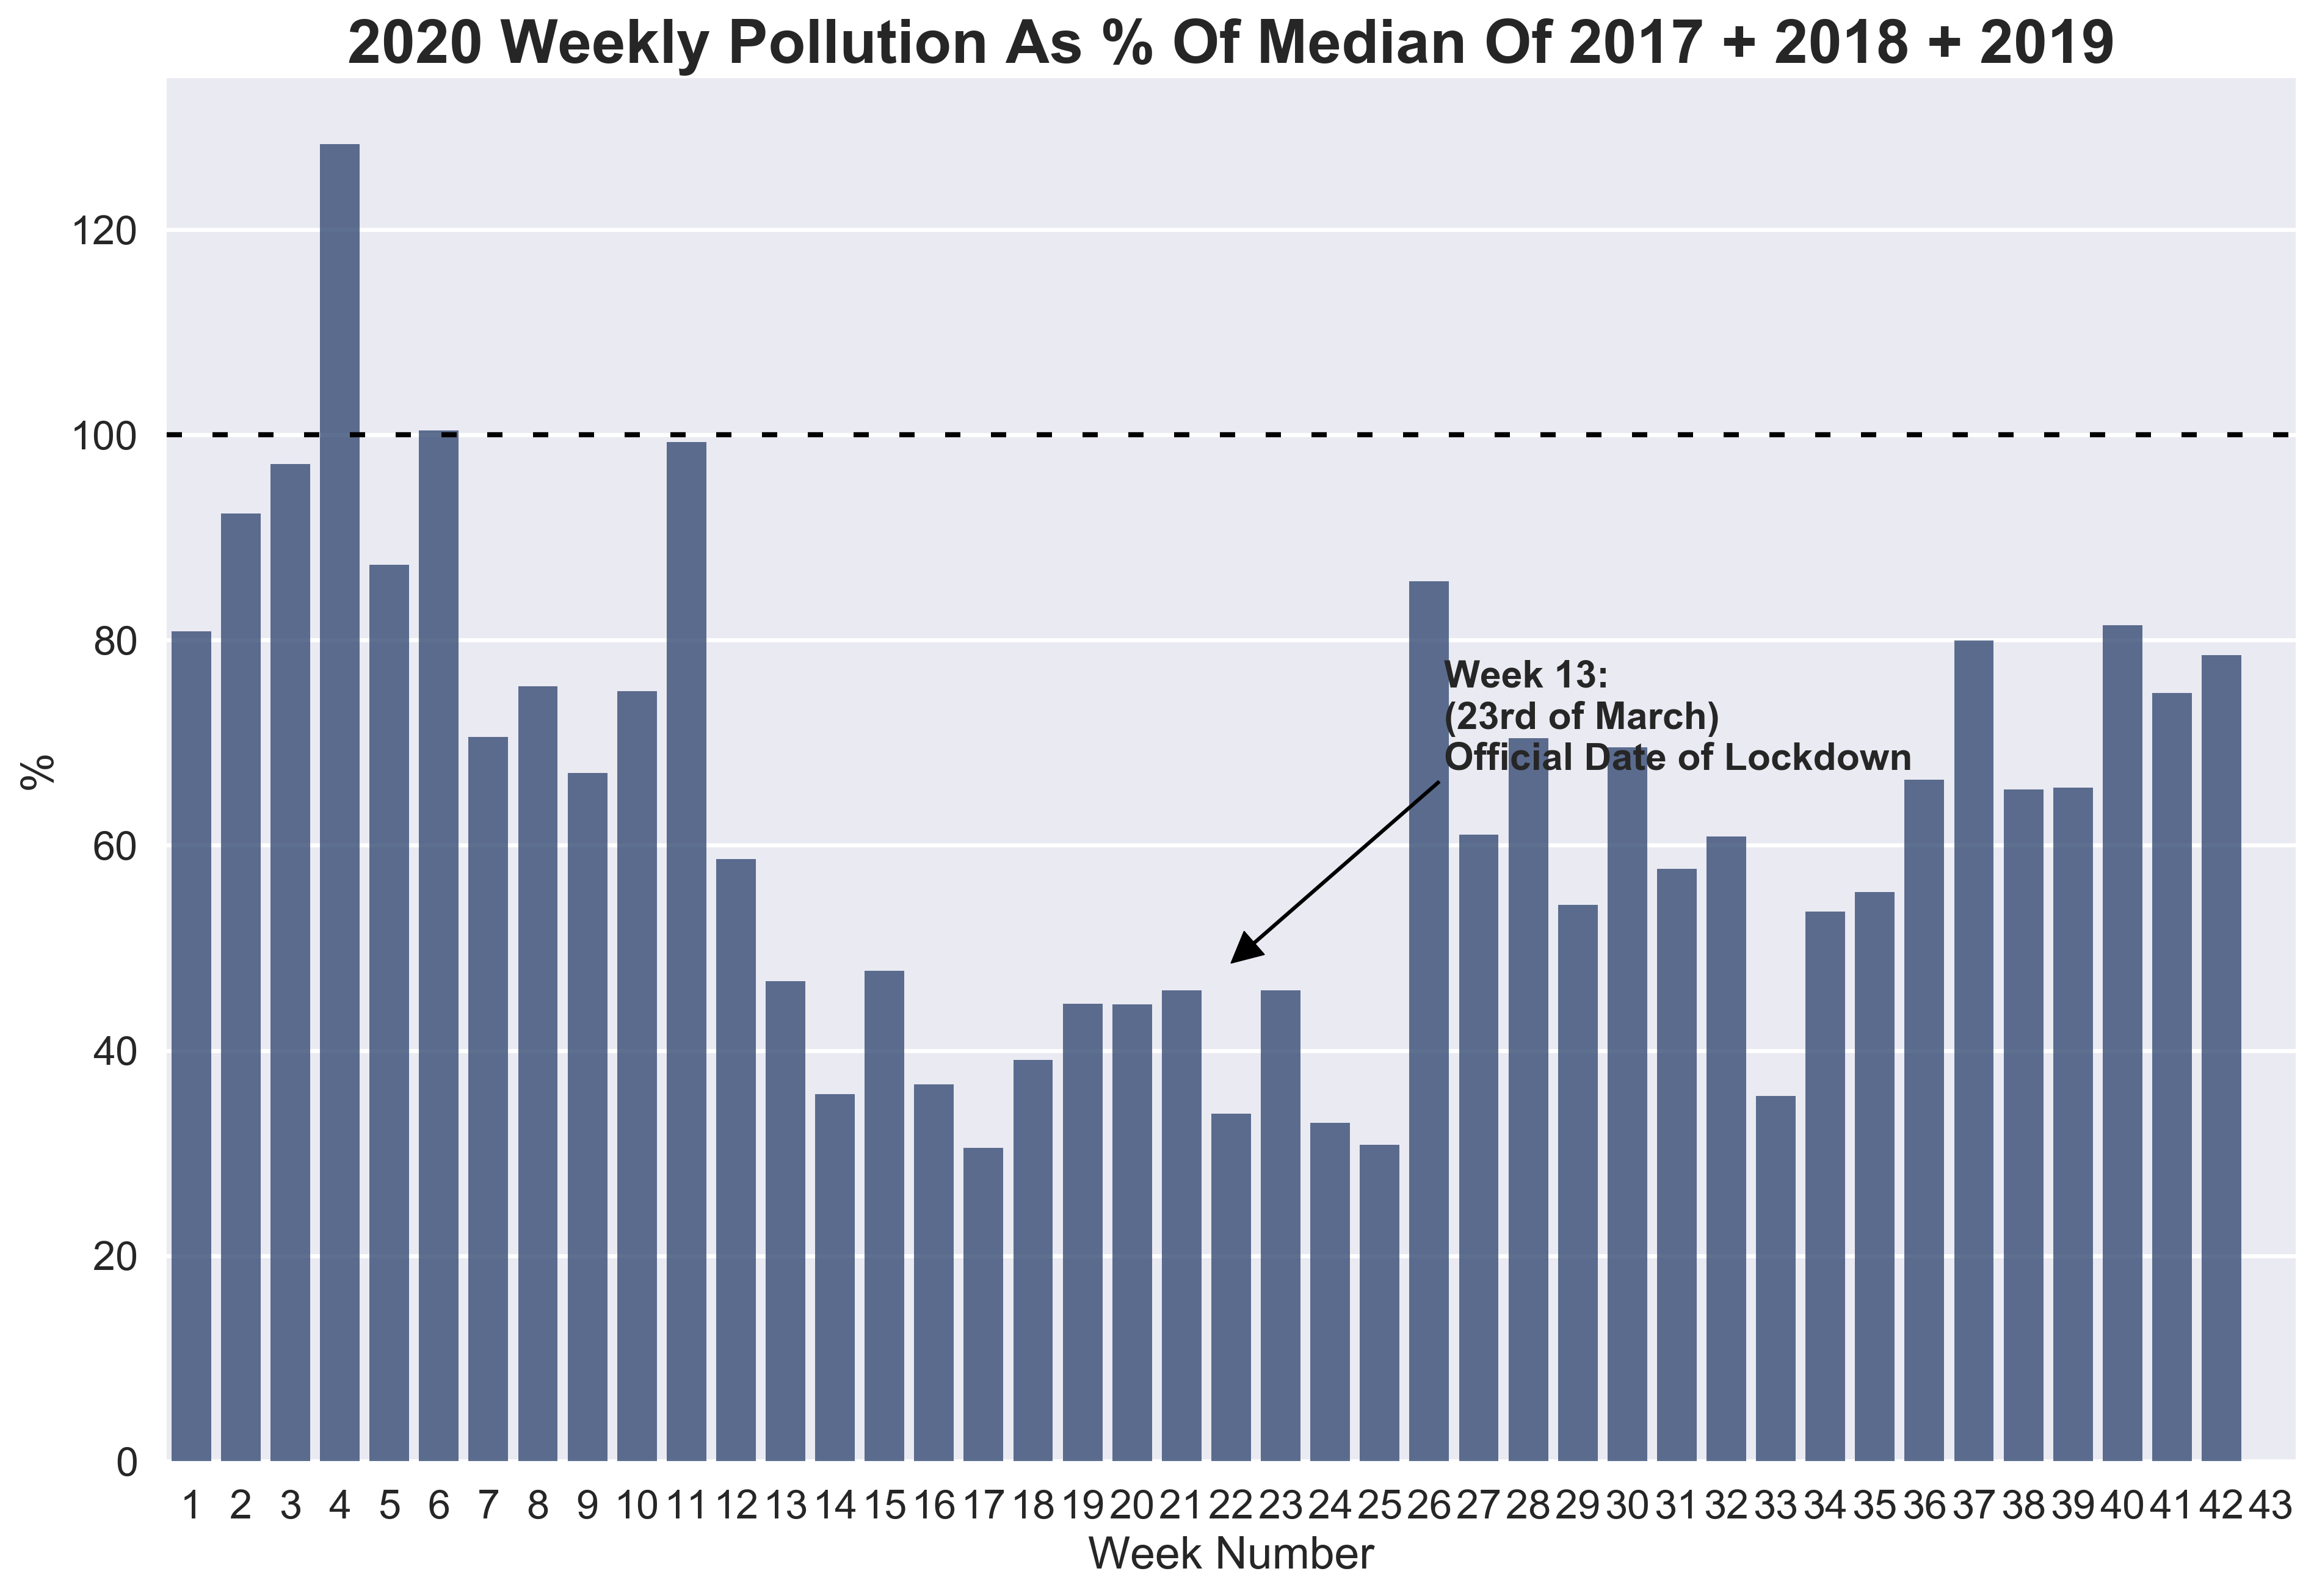 2020 Weekly Pollution As % Of Median Of 2017 + 2018 + 2019
120
100
80
60
40
20
0
%
Week 13:
(23rd of March)
Official Date of Lockdown
1 2 3 4 5 6 7 8 9 10 11 12 13 14 15 16 17 18 19 20 21 22 23 24 25 26 27 28 29 30 31 32 33 34 35 36 37 38 39 40 41 42 43
Week Number